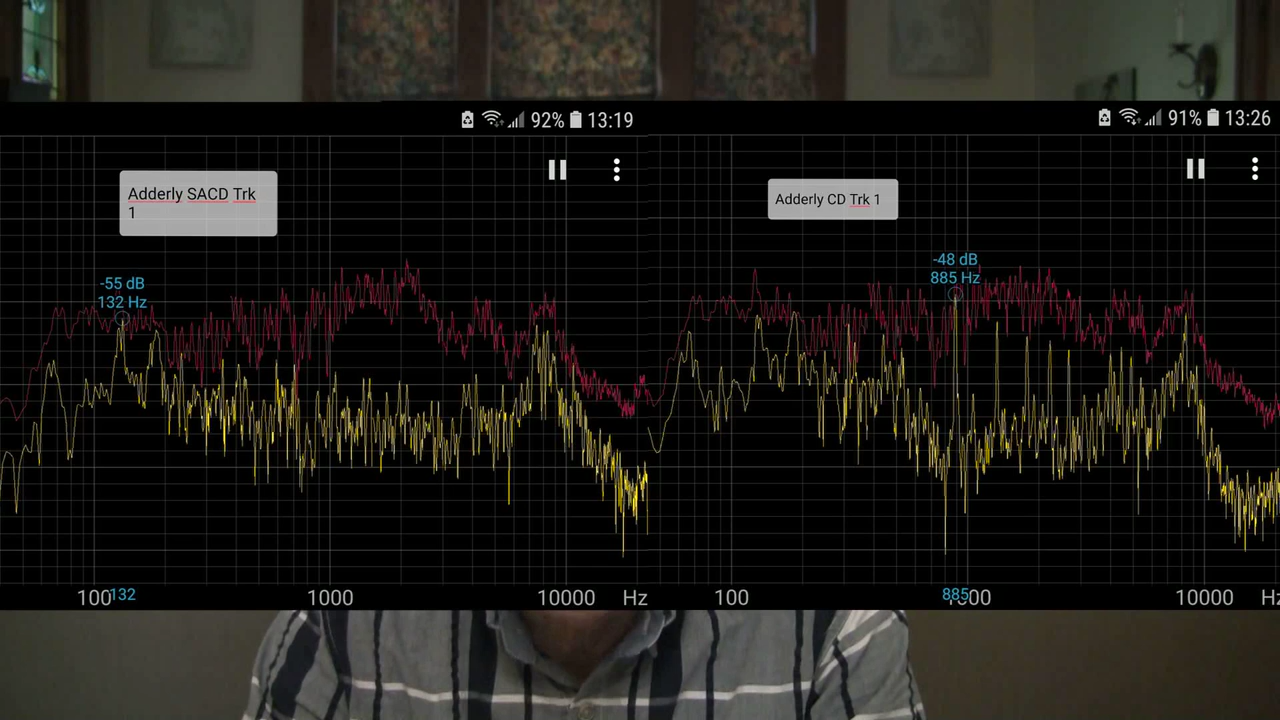 92% 13:19
Adderly SACD Trk
1
-55 dB
132 Hz
100 132 1000 10000 Hz
91% 13:26
Adderly CD Trk 1
-48 dB
885 Hz
100 885 10000